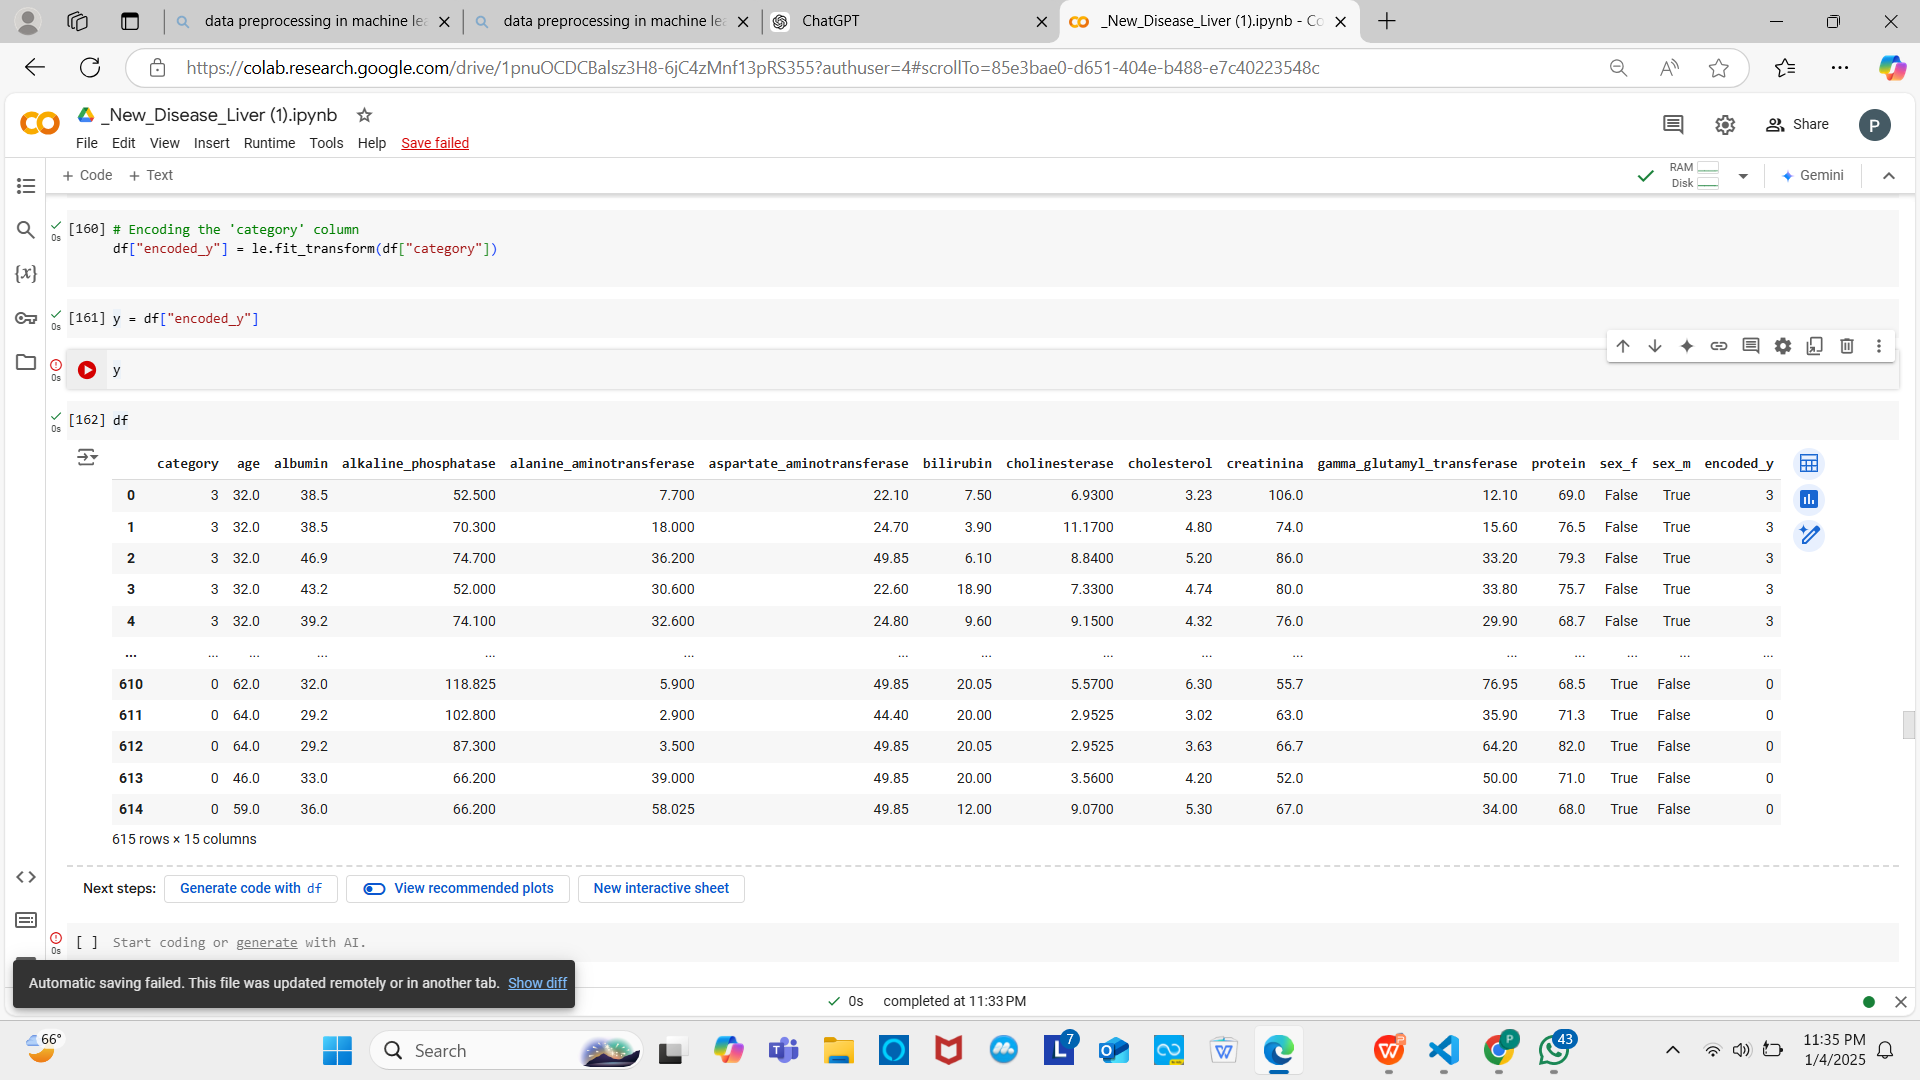 data preprocessing in machine lea
data preprocessing in machine lea
ChatGPT
_New_Disease_Liver (1).ipynb - Co
https://colab.research.google.com/drive/1pnuOCDCBalsz3H8-6jC4zMnf13pRS355?authuser=4#scrollTo=85e3bae0-d651-404e-b488-e7c40223548c
_New_Disease_Liver (1).ipynb
File Edit View Insert Runtime Tools Help Save failed
Share
P
+ Code + Text
RAM
Disk
Gemini
[160] # Encoding the 'category' column
0s
df["encoded_y"] = le.fit_transform(df["category"])
{x}
[161] y = df["encoded_y"]
0s
y
0s
[162] df
0s
category age albumin alkaline_phosphatase alanine_aminotransferase aspartate_aminotransferase bilirubin cholinesterase cholesterol creatinina gamma_glutamyl_transferase protein sex_f sex_m encoded_y
0 3 32.0 38.5 52.500 7.700 22.10 7.50 6.9300 3.23 106.0 12.10 69.0 False True 3
1 3 32.0 38.5 70.300 18.000 24.70 3.90 11.1700 4.80 74.0 15.60 76.5 False True 3
2 3 32.0 46.9 74.700 36.200 49.85 6.10 8.8400 5.20 86.0 33.20 79.3 False True 3
3 3 32.0 43.2 52.000 30.600 22.60 18.90 7.3300 4.74 80.0 33.80 75.7 False True 3
4 3 32.0 39.2 74.100 32.600 24.80 9.60 9.1500 4.32 76.0 29.90 68.7 False True 3
... ... ... ... ... ... ... ... ... ... ... ... ... ... ... ...
610 0 62.0 32.0 118.825 5.900 49.85 20.05 5.5700 6.30 55.7 76.95 68.5 True False 0
611 0 64.0 29.2 102.800 2.900 44.40 20.00 2.9525 3.02 63.0 35.90 71.3 True False 0
612 0 64.0 29.2 87.300 3.500 49.85 20.05 2.9525 3.63 66.7 64.20 82.0 True False 0
613 0 46.0 33.0 66.200 39.000 49.85 20.00 3.5600 4.20 52.0 50.00 71.0 True False 0
614 0 59.0 36.0 66.200 58.025 49.85 12.00 9.0700 5.30 67.0 34.00 68.0 True False 0
615 rows × 15 columns
Next steps: Generate code with df View recommended plots New interactive sheet
[ ] Start coding or generate with AI.
0s
Automatic saving failed. This file was updated remotely or in another tab. Show diff
0s completed at 11:33 PM
66°
Search
7
43
11:35 PM
1/4/2025